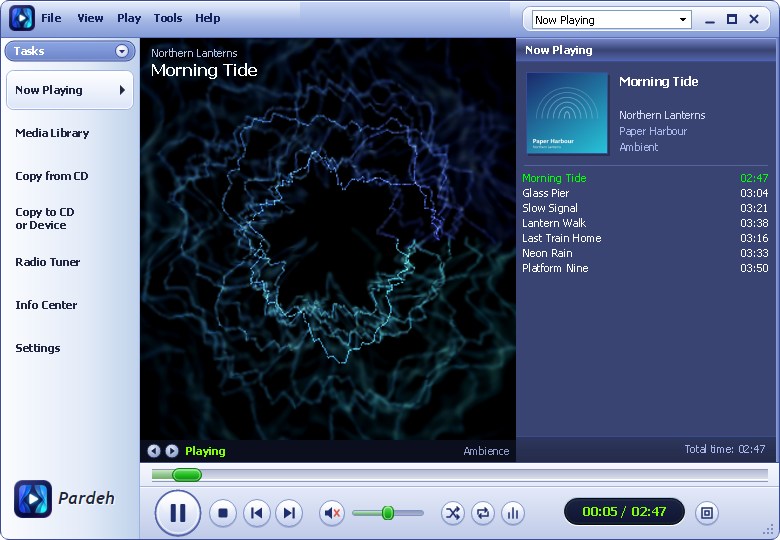 File View Play Tools Help
Now Playing
Tasks
Now Playing
Media Library
Copy from CD
Copy to CD
or Device
Radio Tuner
Info Center
Settings
Pardeh
Northern Lanterns
Morning Tide
Playing
Ambience
Now Playing
Paper Harbour
Northern Lanterns
Morning Tide
Northern Lanterns
Paper Harbour
Ambient
Morning Tide 02:47
Glass Pier 03:04
Slow Signal 03:21
Lantern Walk 03:38
Last Train Home 03:16
Neon Rain 03:33
Platform Nine 03:50
Total time: 02:47
00:05 / 02:47